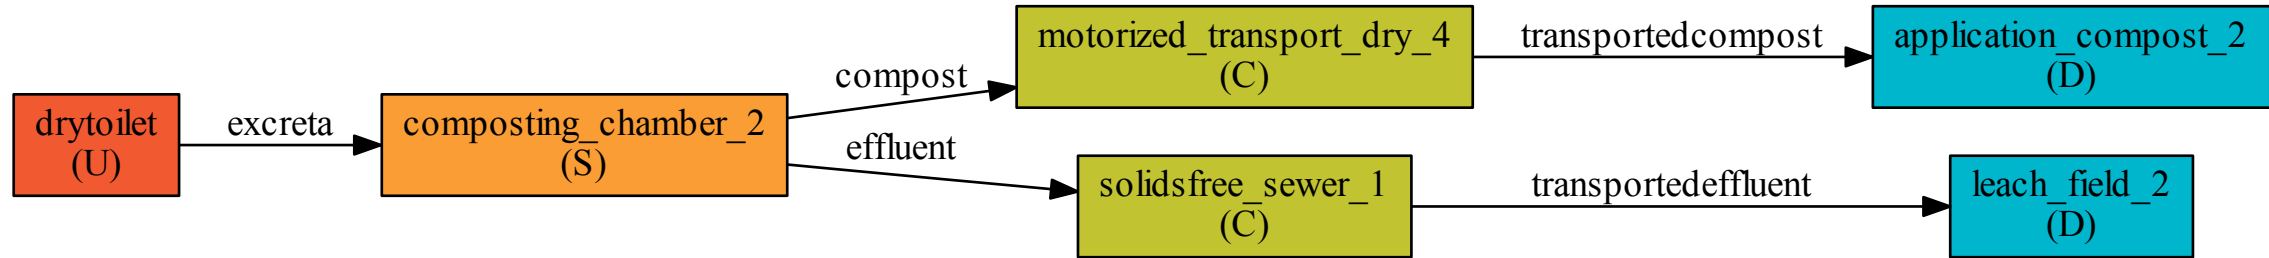 drytoilet
(U)
excreta
composting_chamber_2
(S)
compost
effluent
motorized_transport_dry_4
(C)
transportedcompost
application_compost_2
(D)
solidsfree_sewer_1
(C)
transportedeffluent
leach_field_2
(D)